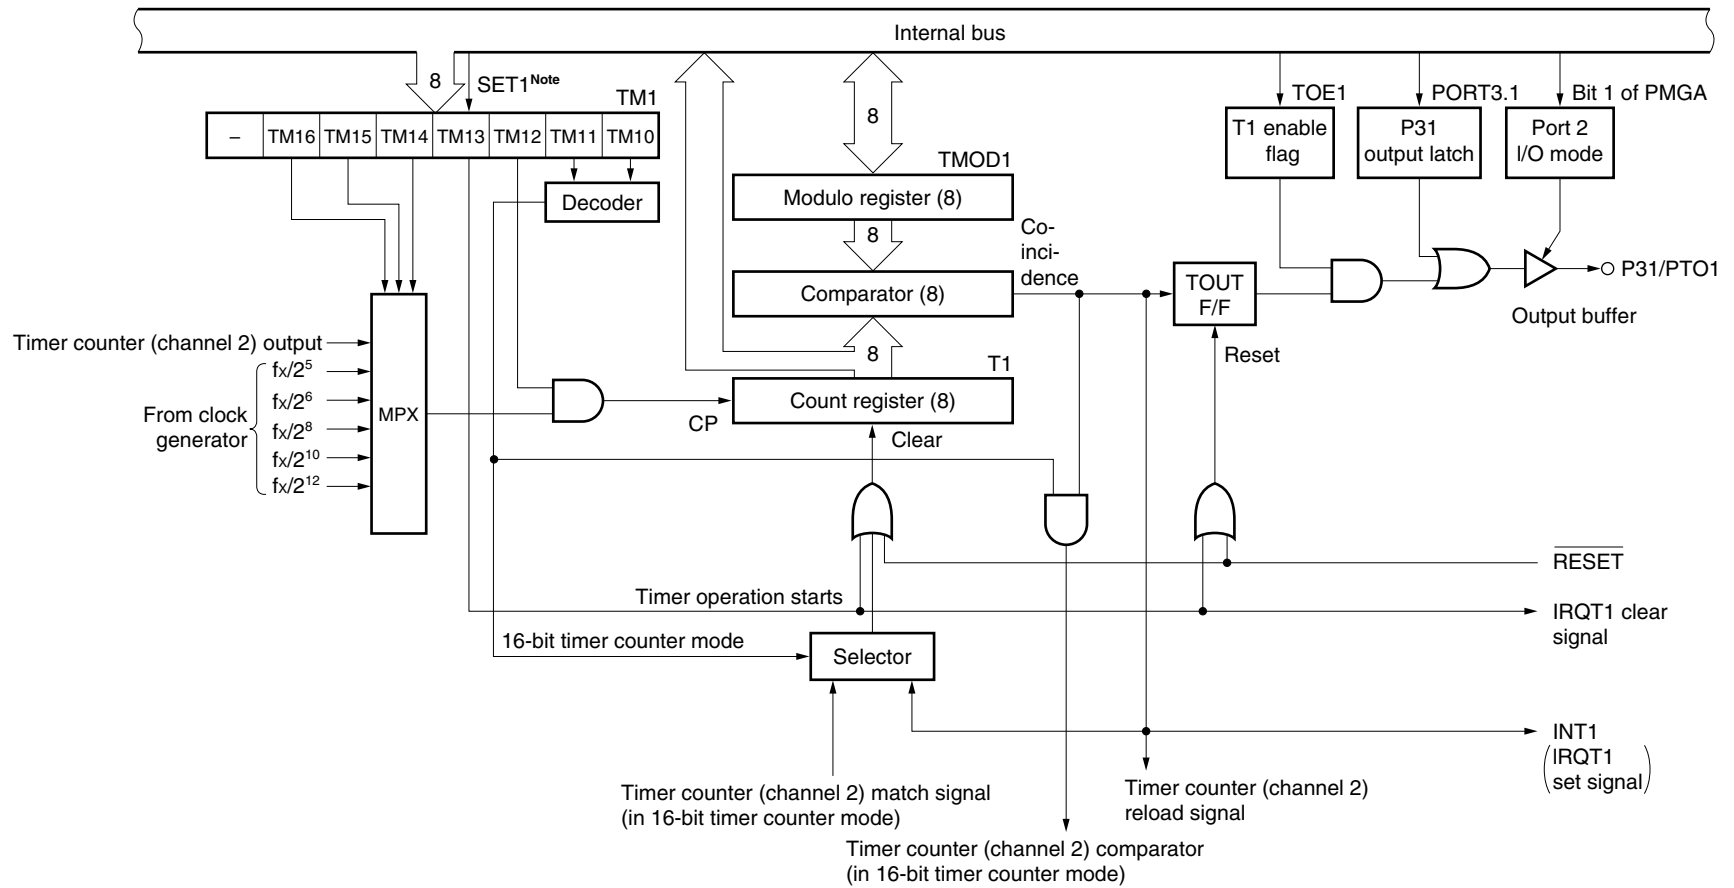 Internal bus
8
SET1Note
TM1
– TM16 TM15 TM14 TM13 TM12 TM11 TM10
Decoder
8
TMOD1
Modulo register (8)
8
Co-
inci-
dence
Comparator (8)
8
T1
Count register (8)
CP
Clear
TOE1
T1 enable
flag
PORT3.1
P31
output latch
Bit 1 of PMGA
Port 2
I/O mode
TOUT
F/F
Reset
P31/PTO1
Output buffer
Timer counter (channel 2) output
From clock
generator
fx/2⁵
fx/2⁶
fx/2⁸
fx/2¹⁰
fx/2¹²
MPX
RESET
Timer operation starts
IRQT1 clear
signal
16-bit timer counter mode
Selector
INT1
(IRQT1
set signal)
Timer counter (channel 2) match signal
(in 16-bit timer counter mode)
Timer counter (channel 2)
reload signal
Timer counter (channel 2) comparator
(in 16-bit timer counter mode)